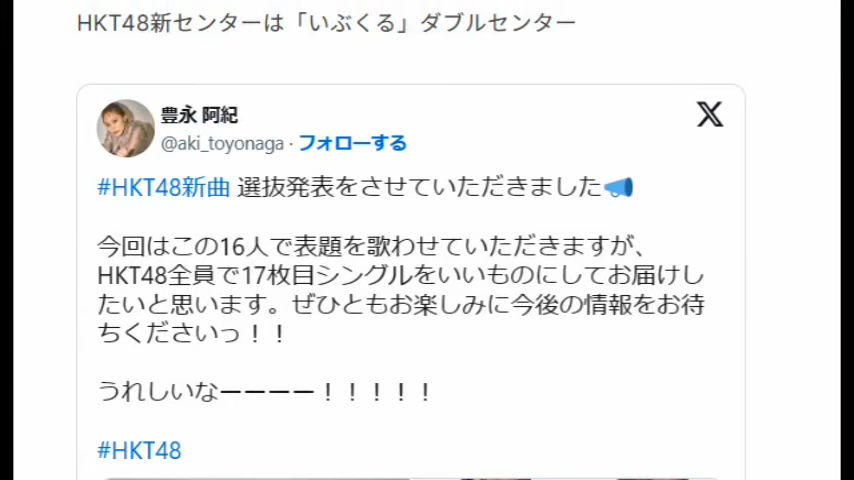 HKT48新センターは「いぶくる」ダブルセンター
豊永 阿紀
@aki_toyonaga · フォローする
#HKT48新曲 選抜発表をさせていただきました📣
今回はこの16人で表題を歌わせていただきますが、
HKT48全員で17枚目シングルをいいものにしてお届けし
たいと思います。ぜひともお楽しみに今後の情報をお待
ちくださいっ！！
うれしいなーーーー！！！！！
#HKT48